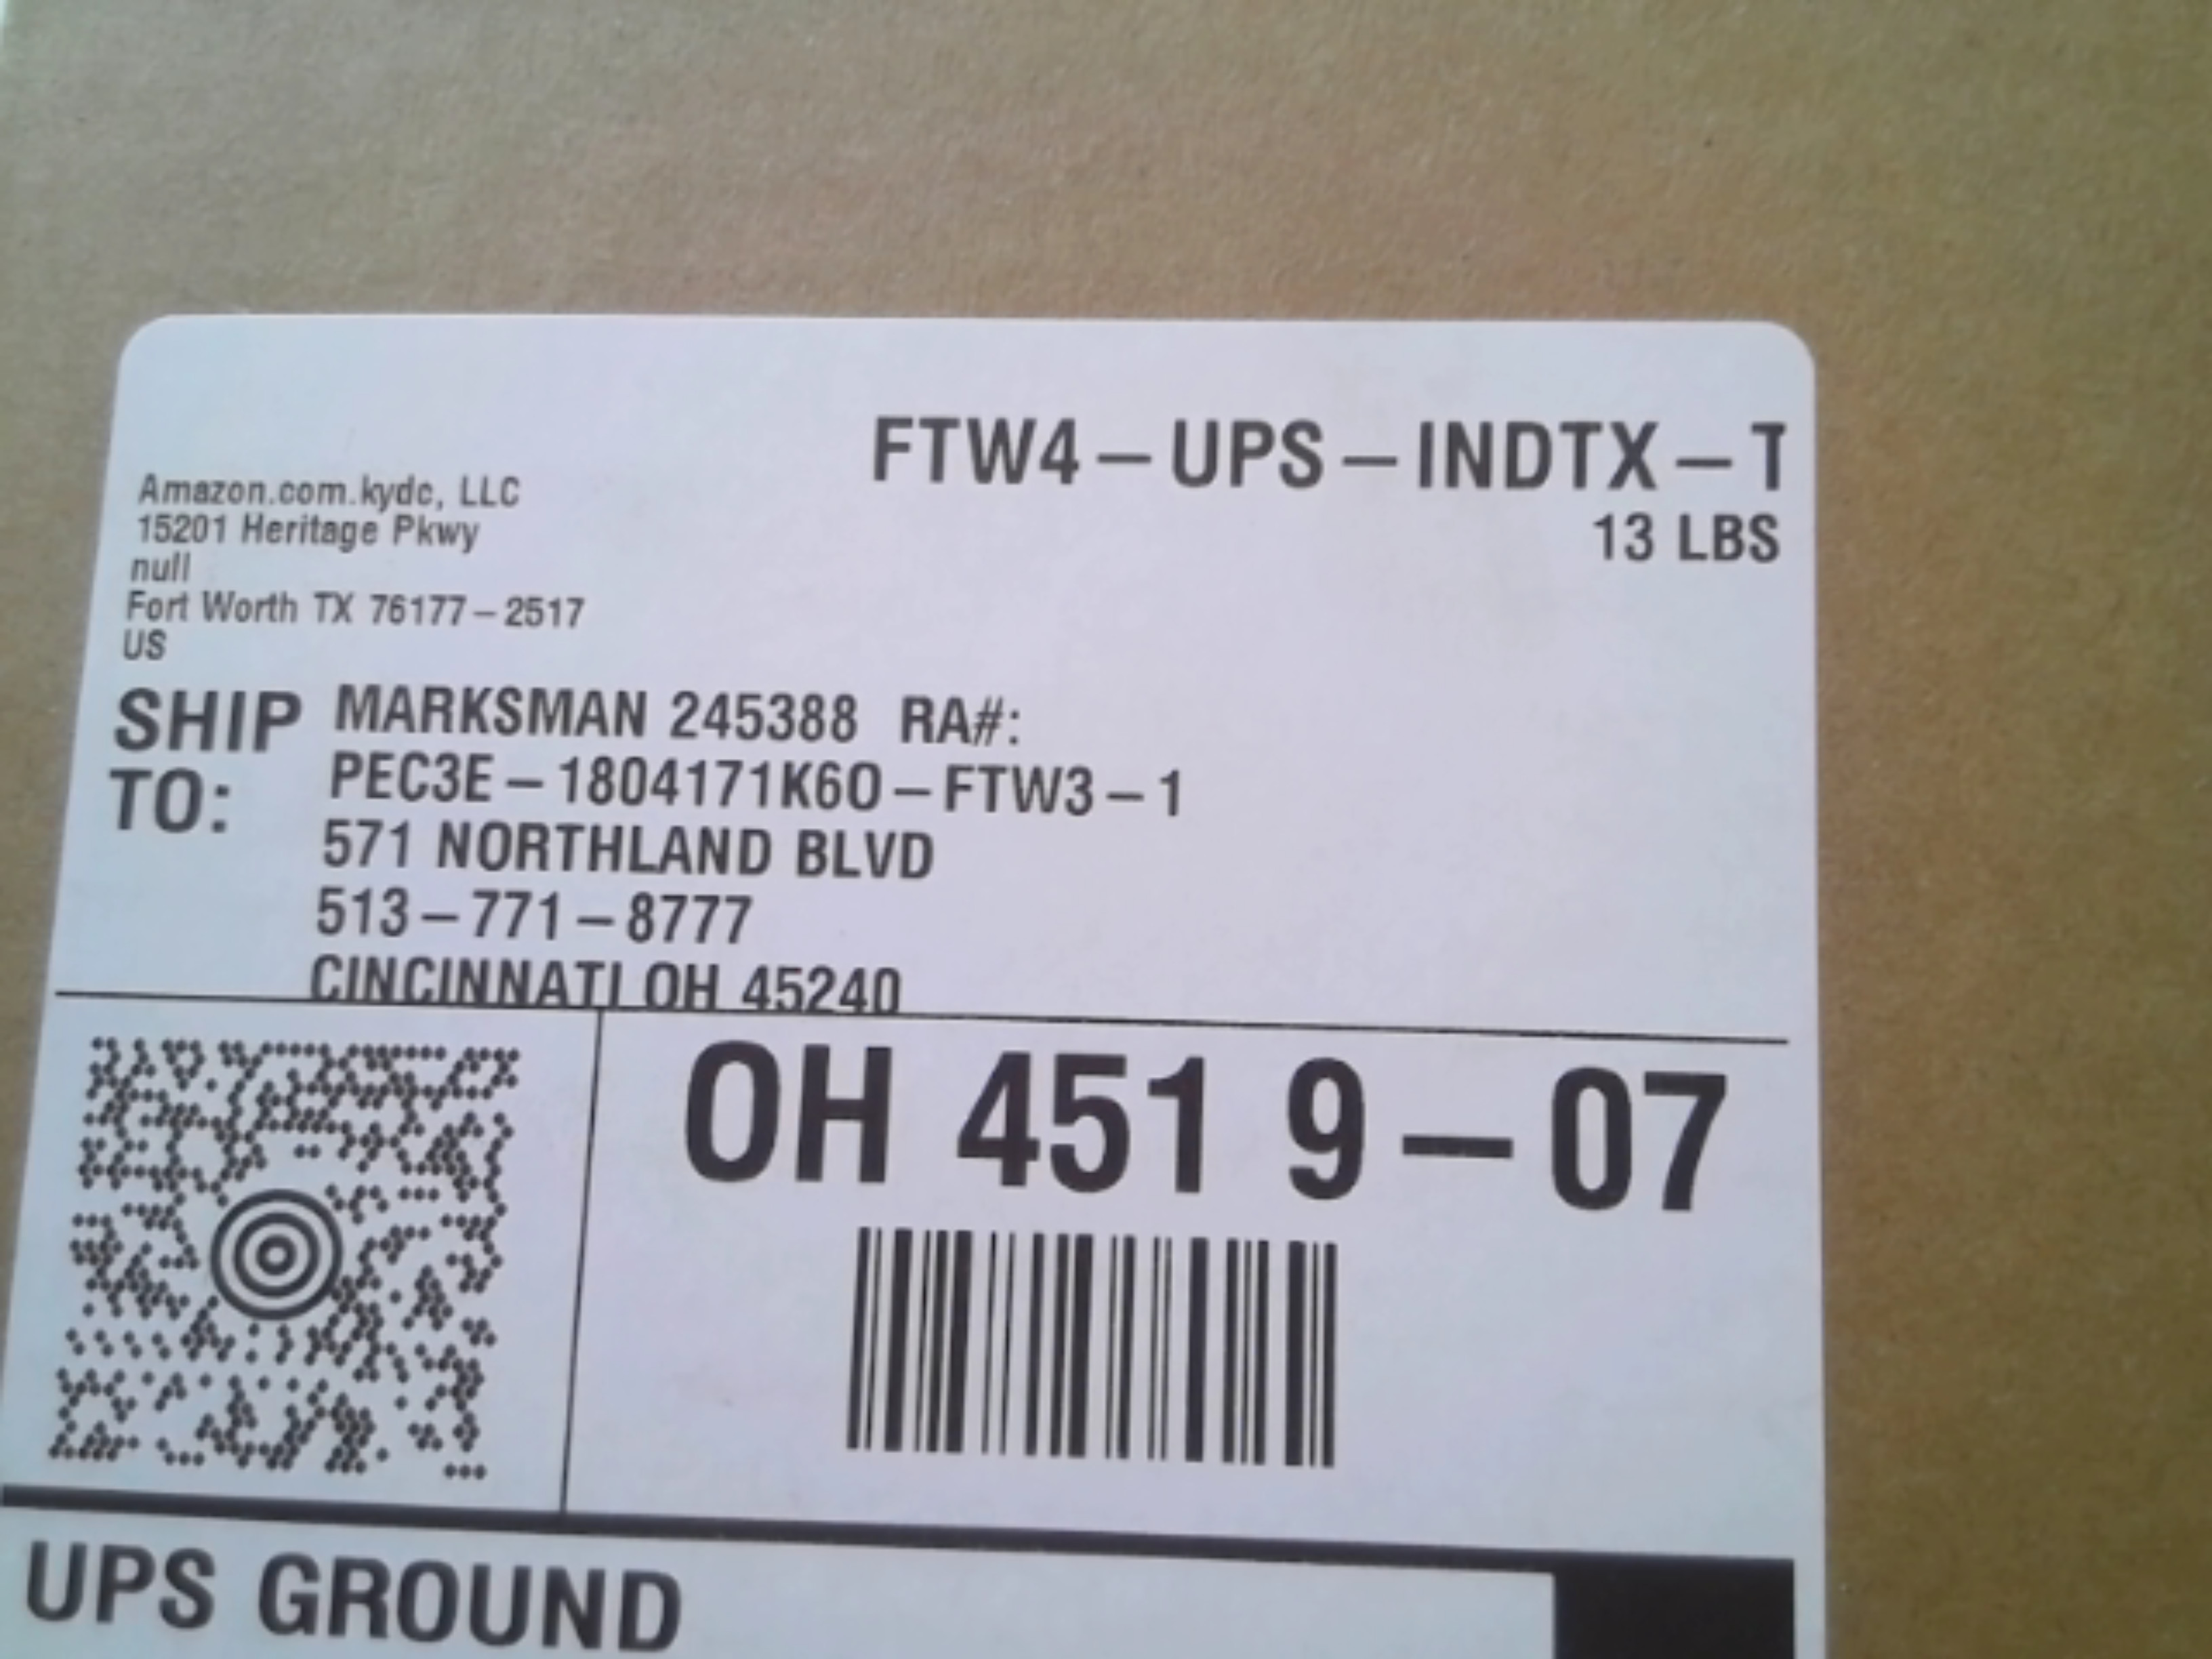 FTW4-UPS-INDTX-T
13 LBS
Amazon.com.kydc, LLC
15201 Heritage Pkwy
null
Fort Worth TX 76177-2517
US
SHIP TO:
MARKSMAN 245388 RA#:
PEC3E-1804171K6O-FTW3-1
571 NORTHLAND BLVD
513-771-8777
CINCINNATI OH 45240
OH 451 9-07
UPS GROUND